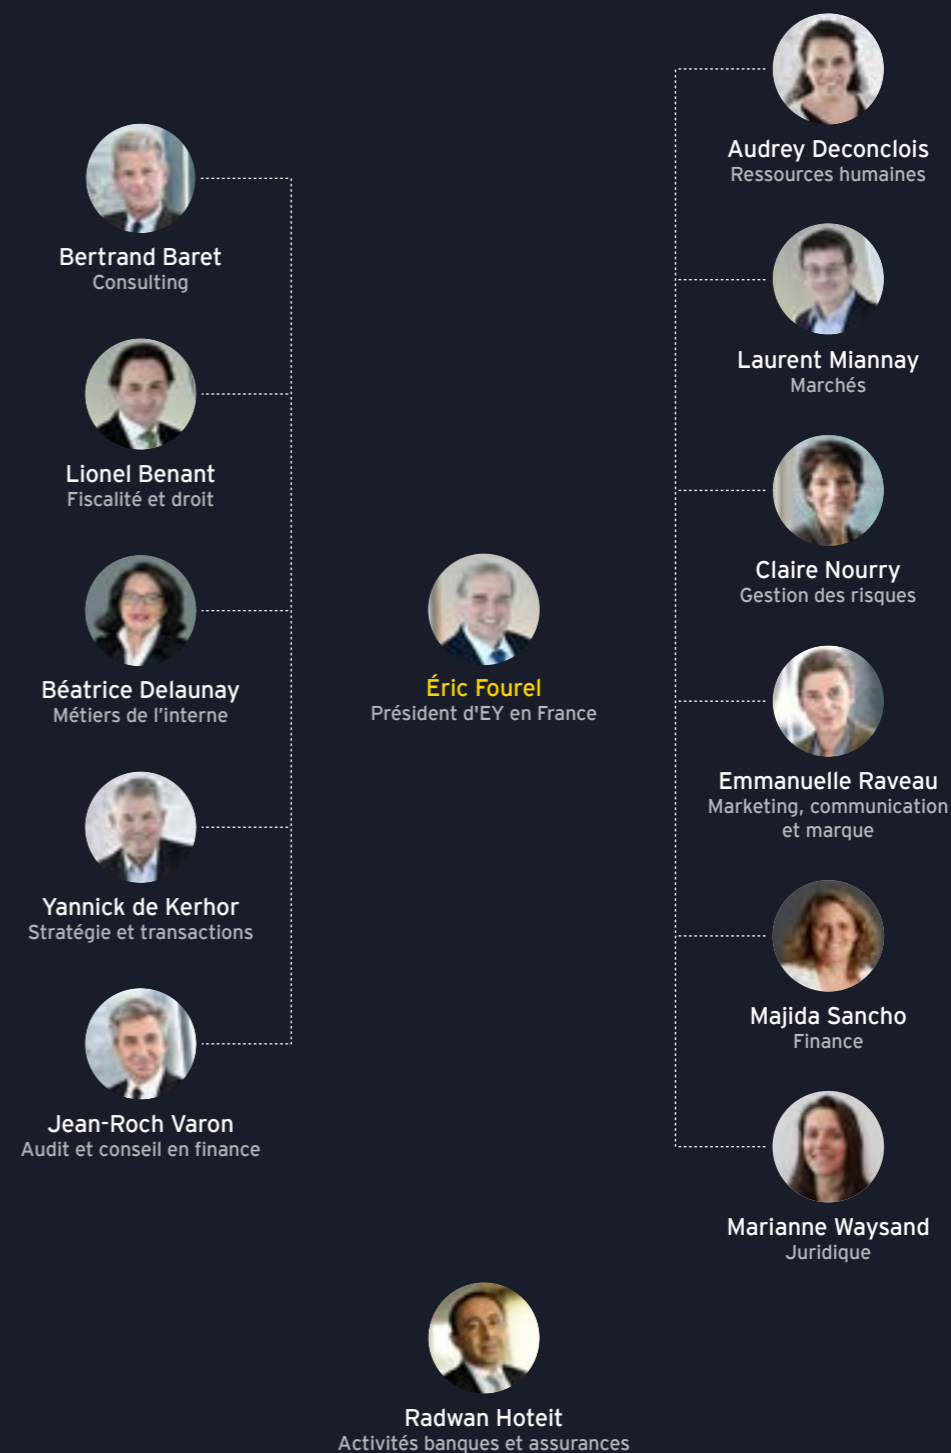 Bertrand Baret
Consulting
Lionel Benant
Fiscalité et droit
Béatrice Delaunay
Métiers de l’interne
Yannick de Kerhor
Stratégie et transactions
Jean-Roch Varon
Audit et conseil en finance
Éric Fourel
Président d'EY en France
Radwan Hoteit
Activités banques et assurances
Audrey Deconclois
Ressources humaines
Laurent Miannay
Marchés
Claire Nourry
Gestion des risques
Emmanuelle Raveau
Marketing, communication
et marque
Majida Sancho
Finance
Marianne Waysand
Juridique